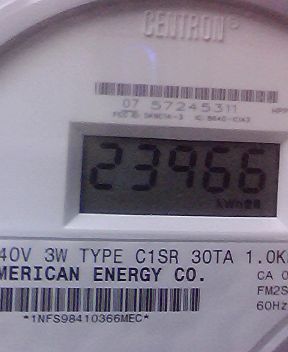 CENTRON®
07 57245311
23966
kWh
40V 3W TYPE C1SR 30TA 1.0K
MERICAN ENERGY CO.
CA 0
FM2S
60Hz
*1NFS98410366MEC*